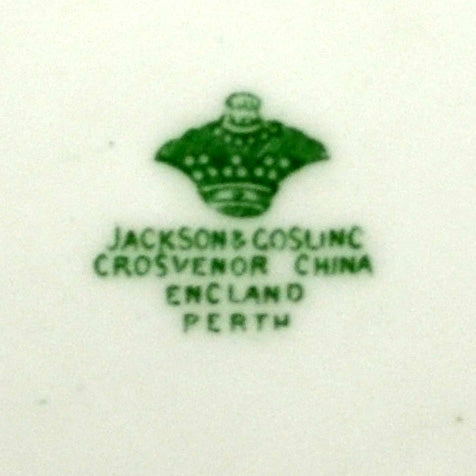 JACKSON & GOSLING
GROSVENOR CHINA
ENGLAND
PERTH